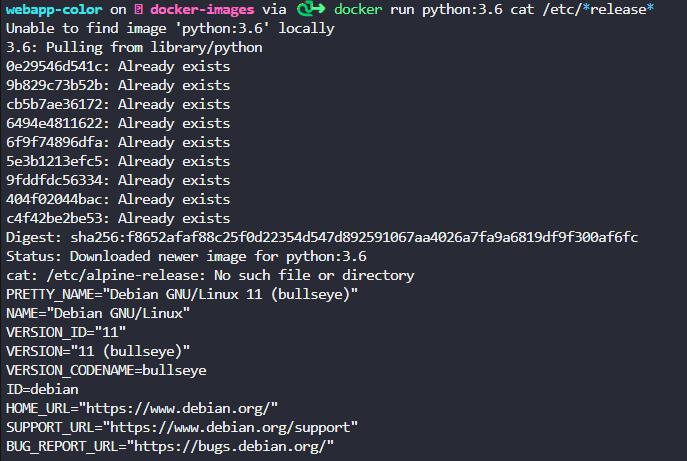 webapp-color on docker-images via docker run python:3.6 cat /etc/*release*
Unable to find image 'python:3.6' locally
3.6: Pulling from library/python
0e29546d541c: Already exists
9b829c73b52b: Already exists
cb5b7ae36172: Already exists
6494e4811622: Already exists
6f9f74896dfa: Already exists
5e3b1213efc5: Already exists
9fddfdc56334: Already exists
404f02044bac: Already exists
c4f42be2be53: Already exists
Digest: sha256:f8652afaf88c25f0d22354d547d892591067aa4026a7fa9a6819df9f300af6fc
Status: Downloaded newer image for python:3.6
cat: /etc/alpine-release: No such file or directory
PRETTY_NAME="Debian GNU/Linux 11 (bullseye)"
NAME="Debian GNU/Linux"
VERSION_ID="11"
VERSION="11 (bullseye)"
VERSION_CODENAME=bullseye
ID=debian
HOME_URL="https://www.debian.org/"
SUPPORT_URL="https://www.debian.org/support"
BUG_REPORT_URL="https://bugs.debian.org/"